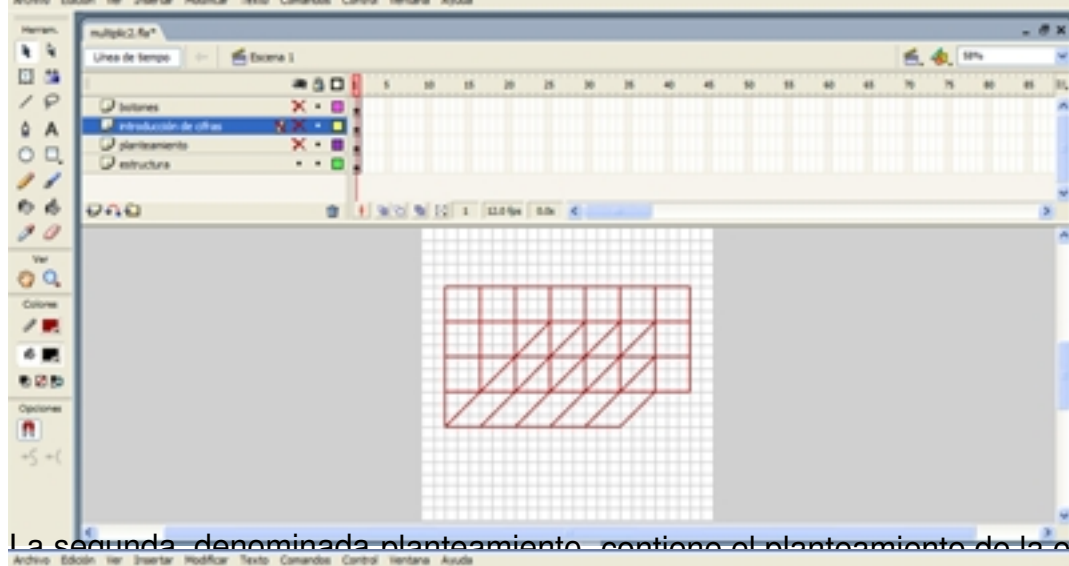 Archivo Edición Ver Insertar Modificar Texto Comandos Control Ventana Ayuda
Herram.
multiplic2.fla*
Línea de tiempo Escena 1 58%
5 10 15 20 25 30 35 40 45 50 55 60 65 70 75 80 85
botones
introducción de cifras
planteamiento
estructura
1 12.0 fps 0.0s
Ver
Colores
Opciones
La segunda, denominada planteamiento, contiene el planteamiento de la
Archivo Edición Ver Insertar Modificar Texto Comandos Control Ventana Ayuda